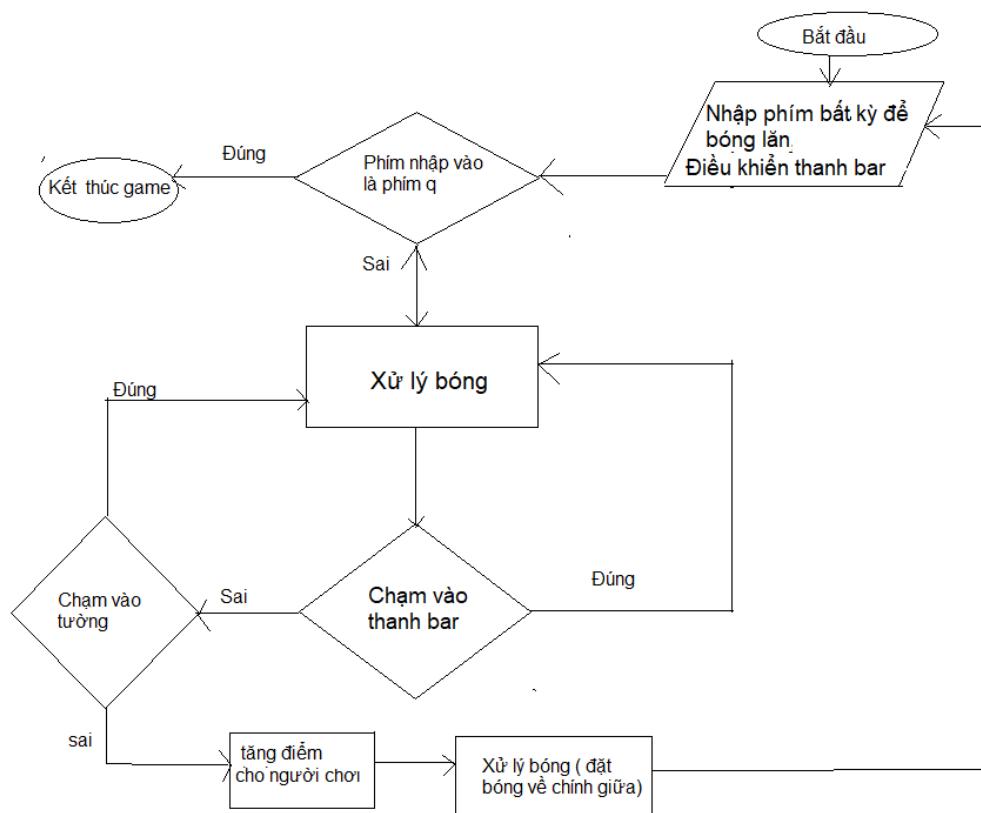 Bắt đầu
Nhập phím bất kỳ để
bóng lăn,
Điều khiển thanh bar
Đúng
Phím nhập vào
là phím q
Kết thúc game
Sai
Xử lý bóng
Đúng
Đúng
Sai
Chạm vào
thanh bar
Chạm vào
tường
sai
tăng điểm
cho người chơi
Xử lý bóng ( đặt
bóng về chính giữa)